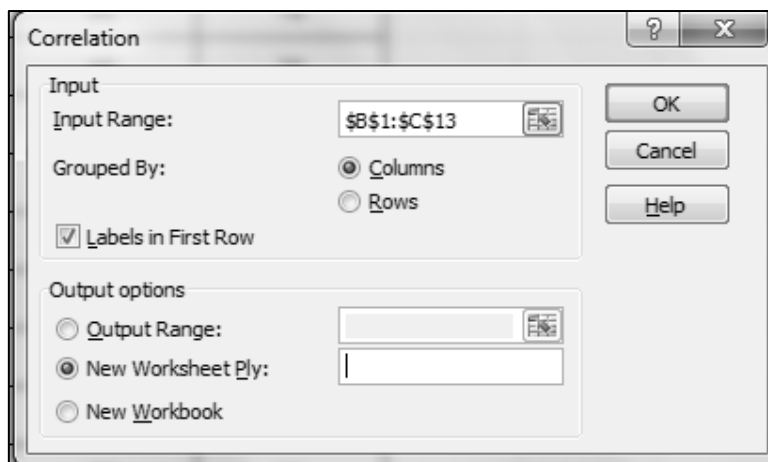 Correlation
? X
Input
Input Range: $B$1:$C$13
Grouped By: Columns
Rows
Labels in First Row
OK
Cancel
Help
Output options
Output Range:
New Worksheet Ply:
New Workbook